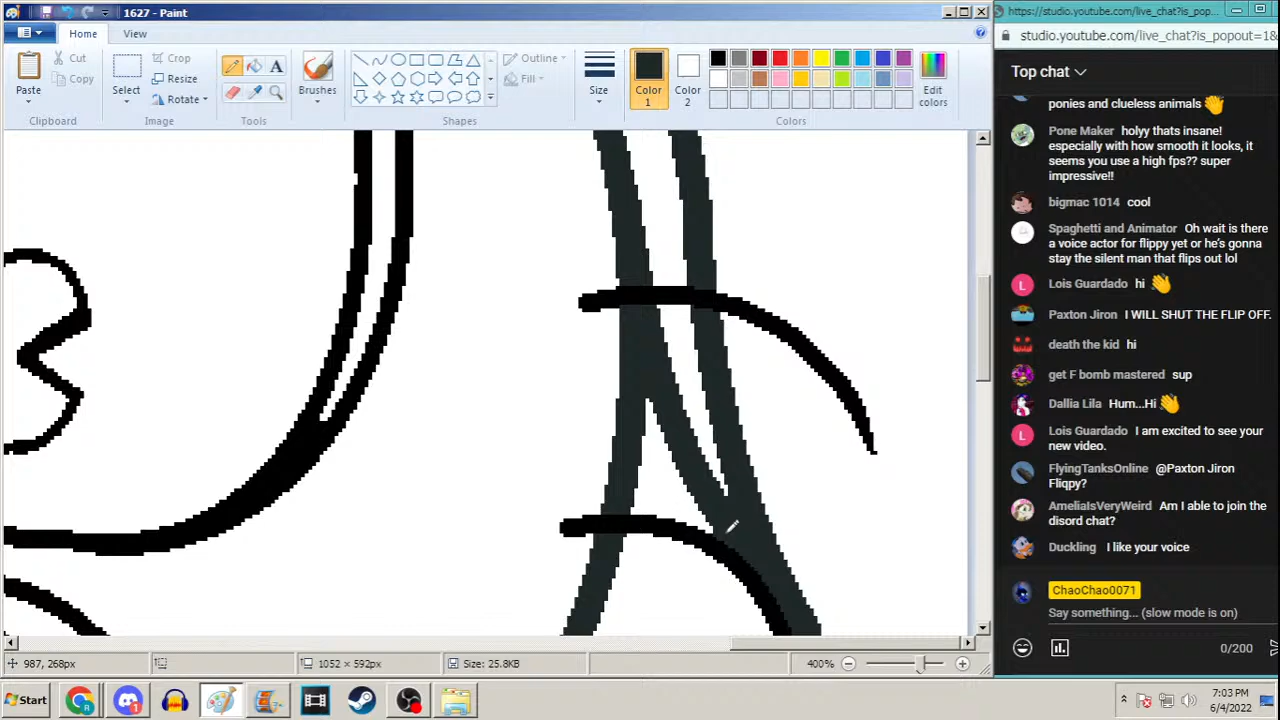 1627 - Paint
https://studio.youtube.com/live_chat?is_pop...
studio.youtube.com/live_chat?is_popout=1&
Home
View
Paste
Cut
Copy
Clipboard
Select
Crop
Resize
Rotate
Image
A
Tools
Brushes
Outline
Fill
Shapes
Size
Color 1
Color 2
Edit colors
Colors
Top chat
ponies and clueless animals 👋
Pone Maker holyy thats insane!
especially with how smooth it looks, it
seems you use a high fps?? super
impressive!!
bigmac 1014 cool
Spaghetti and Animator Oh wait is there
a voice actor for flippy yet or he's gonna
stay the silent man that flips out lol
L Lois Guardado hi 👋
Paxton Jiron I WILL SHUT THE FLIP OFF.
death the kid hi
get F bomb mastered sup
Dallia Lila Hum...Hi 👋
L Lois Guardado I am excited to see your
new video.
FlyingTanksOnline @Paxton Jiron
Fliqpy?
AmeliaIsVeryWeird Am I able to join the
disord chat?
Duckling I like your voice
ChaoChao0071
Say something... (slow mode is on)
0/200
987, 268px
1052 × 592px
Size: 25.8KB
400%
Start
7:03 PM
6/4/2022